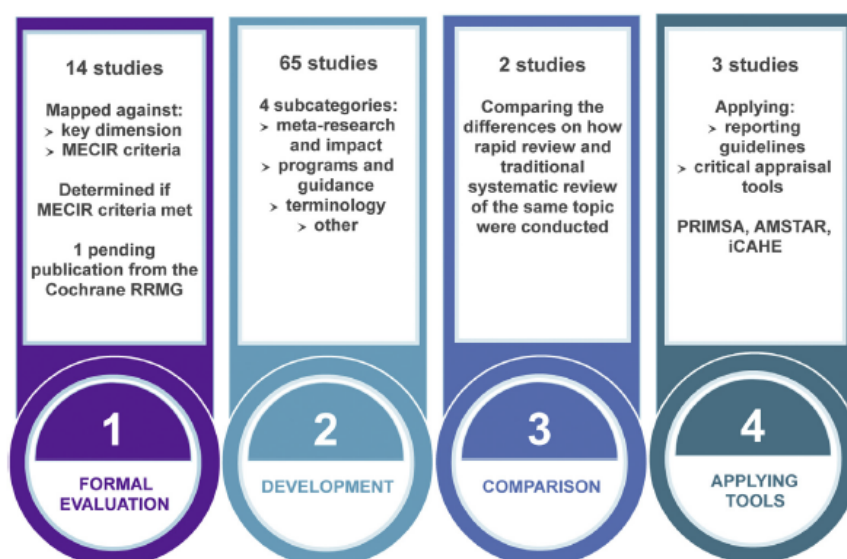 14 studies
Mapped against:
➤ key dimension
➤ MECIR criteria
Determined if
MECIR criteria met
1 pending
publication from the
Cochrane RRMG
1
FORMAL
EVALUATION
65 studies
4 subcategories:
➤ meta-research
and impact
➤ programs and
guidance
➤ terminology
➤ other
2
DEVELOPMENT
2 studies
Comparing the
differences on how
rapid review and
traditional
systematic review
of the same topic
were conducted
3
COMPARISON
3 studies
Applying:
➤ reporting
guidelines
➤ critical appraisal
tools
PRIMSA, AMSTAR,
iCAHE
4
APPLYING
TOOLS